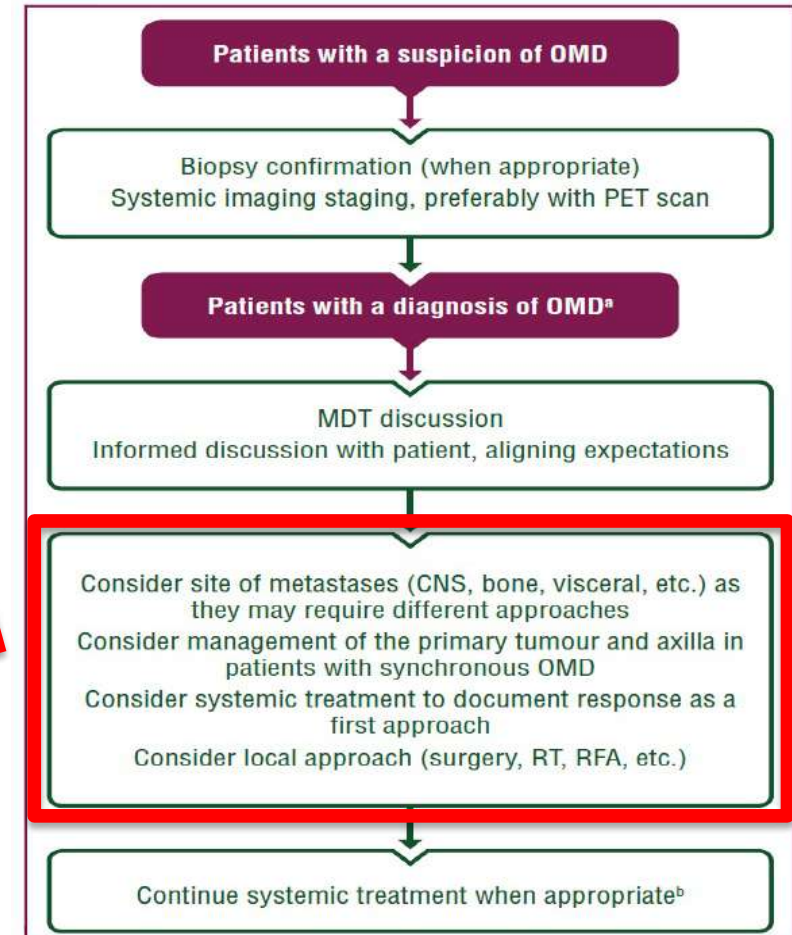 Patients with a suspicion of OMD
Biopsy confirmation (when appropriate)
Systemic imaging staging, preferably with PET scan
Patients with a diagnosis of OMDᵃ
MDT discussion
Informed discussion with patient, aligning expectations
Consider site of metastases (CNS, bone, visceral, etc.) as
they may require different approaches
Consider management of the primary tumour and axilla in
patients with synchronous OMD
Consider systemic treatment to document response as a
first approach
Consider local approach (surgery, RT, RFA, etc.)
Continue systemic treatment when appropriateᵇ